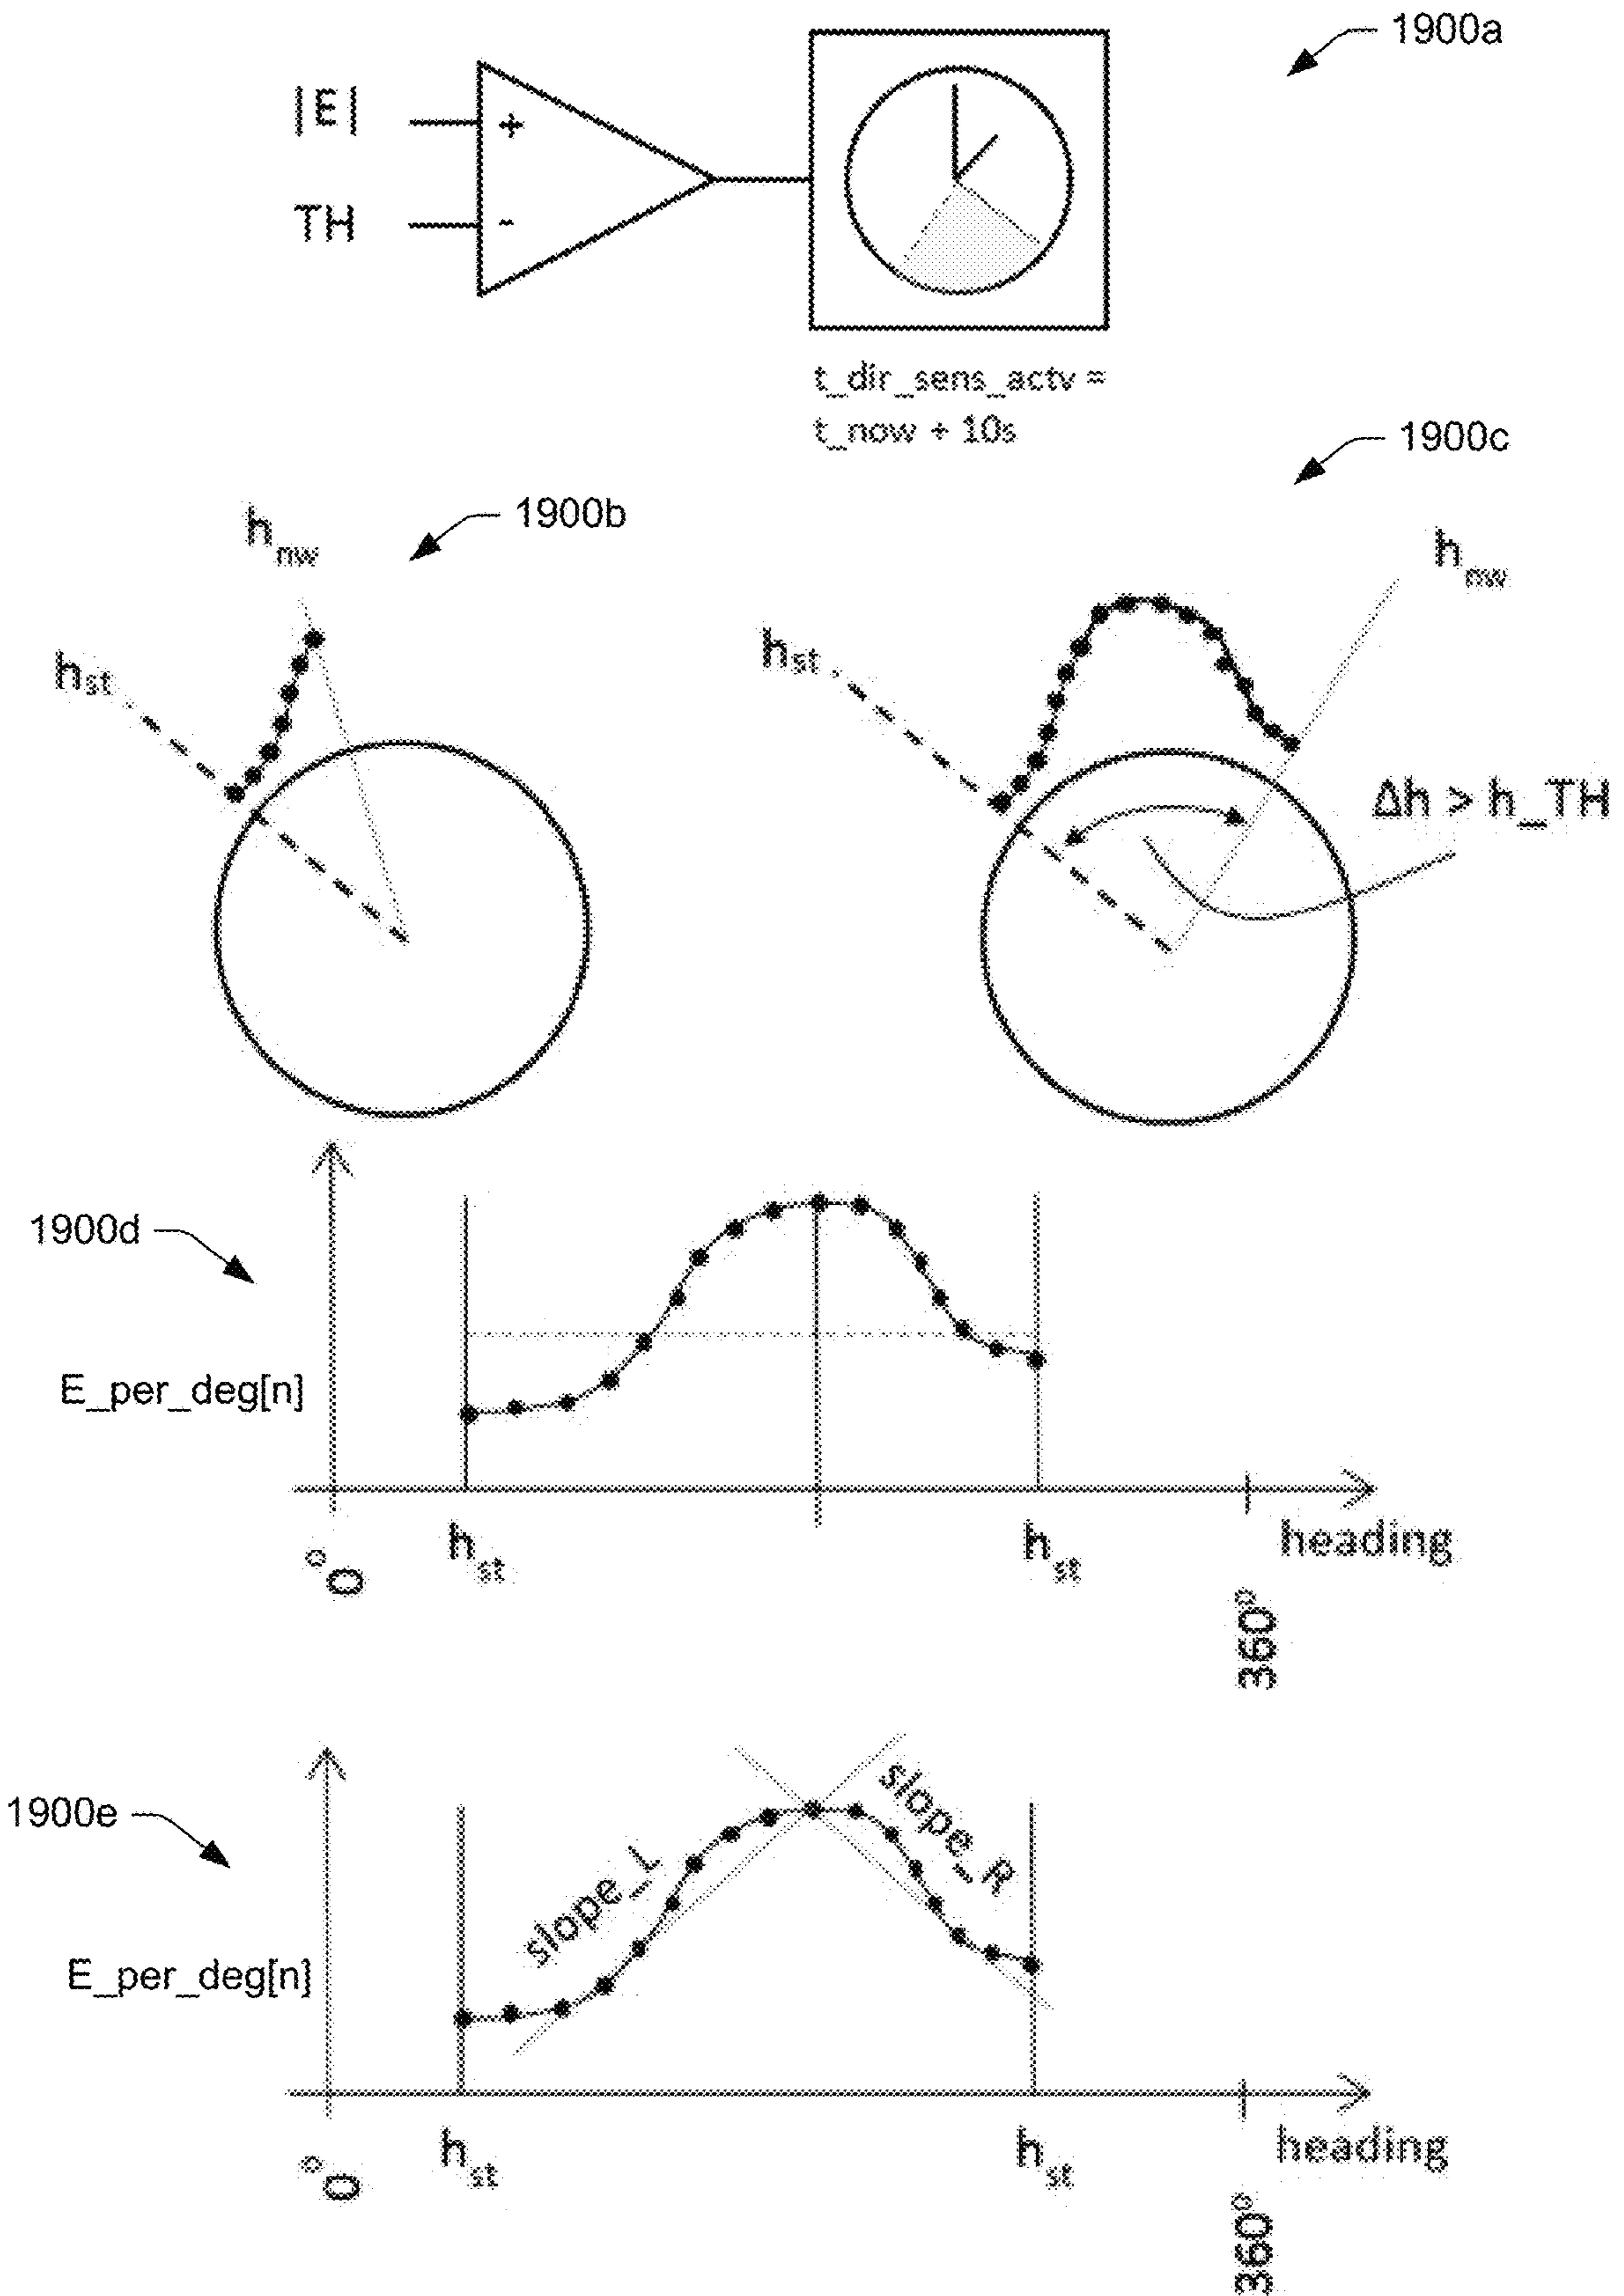 1900a
|E|
+
TH
-
t_dir_sens_actv =
t_now + 10s
1900b
h_nw
h_st
1900c
h_nw
h_st
Δh > h_TH
1900d
E_per_deg[n]
0°
h_st
h_st
360°
heading
1900e
slope_L
slope_R
E_per_deg[n]
0°
h_st
h_st
360°
heading